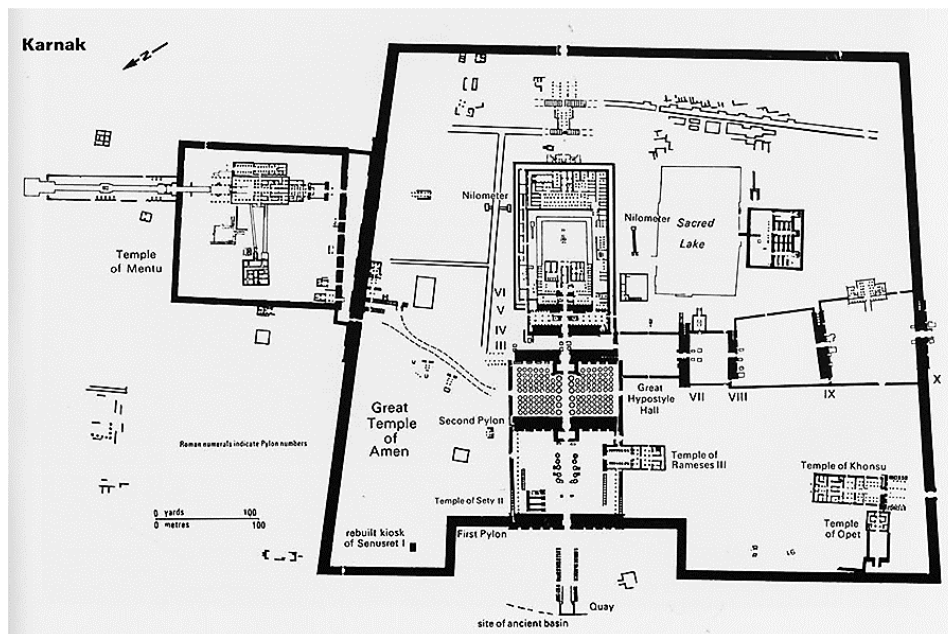 Karnak
N
Nilometer
Nilometer
Sacred
Lake
Temple
of Mentu
VI
V
IV
III
Great
Hypostyle
Hall
VII
VIII
IX
X
Great
Temple
of
Amen
Second Pylon
Roman numerals indicate Pylon numbers
Temple of
Rameses III
Temple of Khonsu
Temple of Sety II
Temple
of Opet
0 yards 100
0 metres 100
rebuilt kiosk
of Senusret I
First Pylon
Quay
site of ancient basin